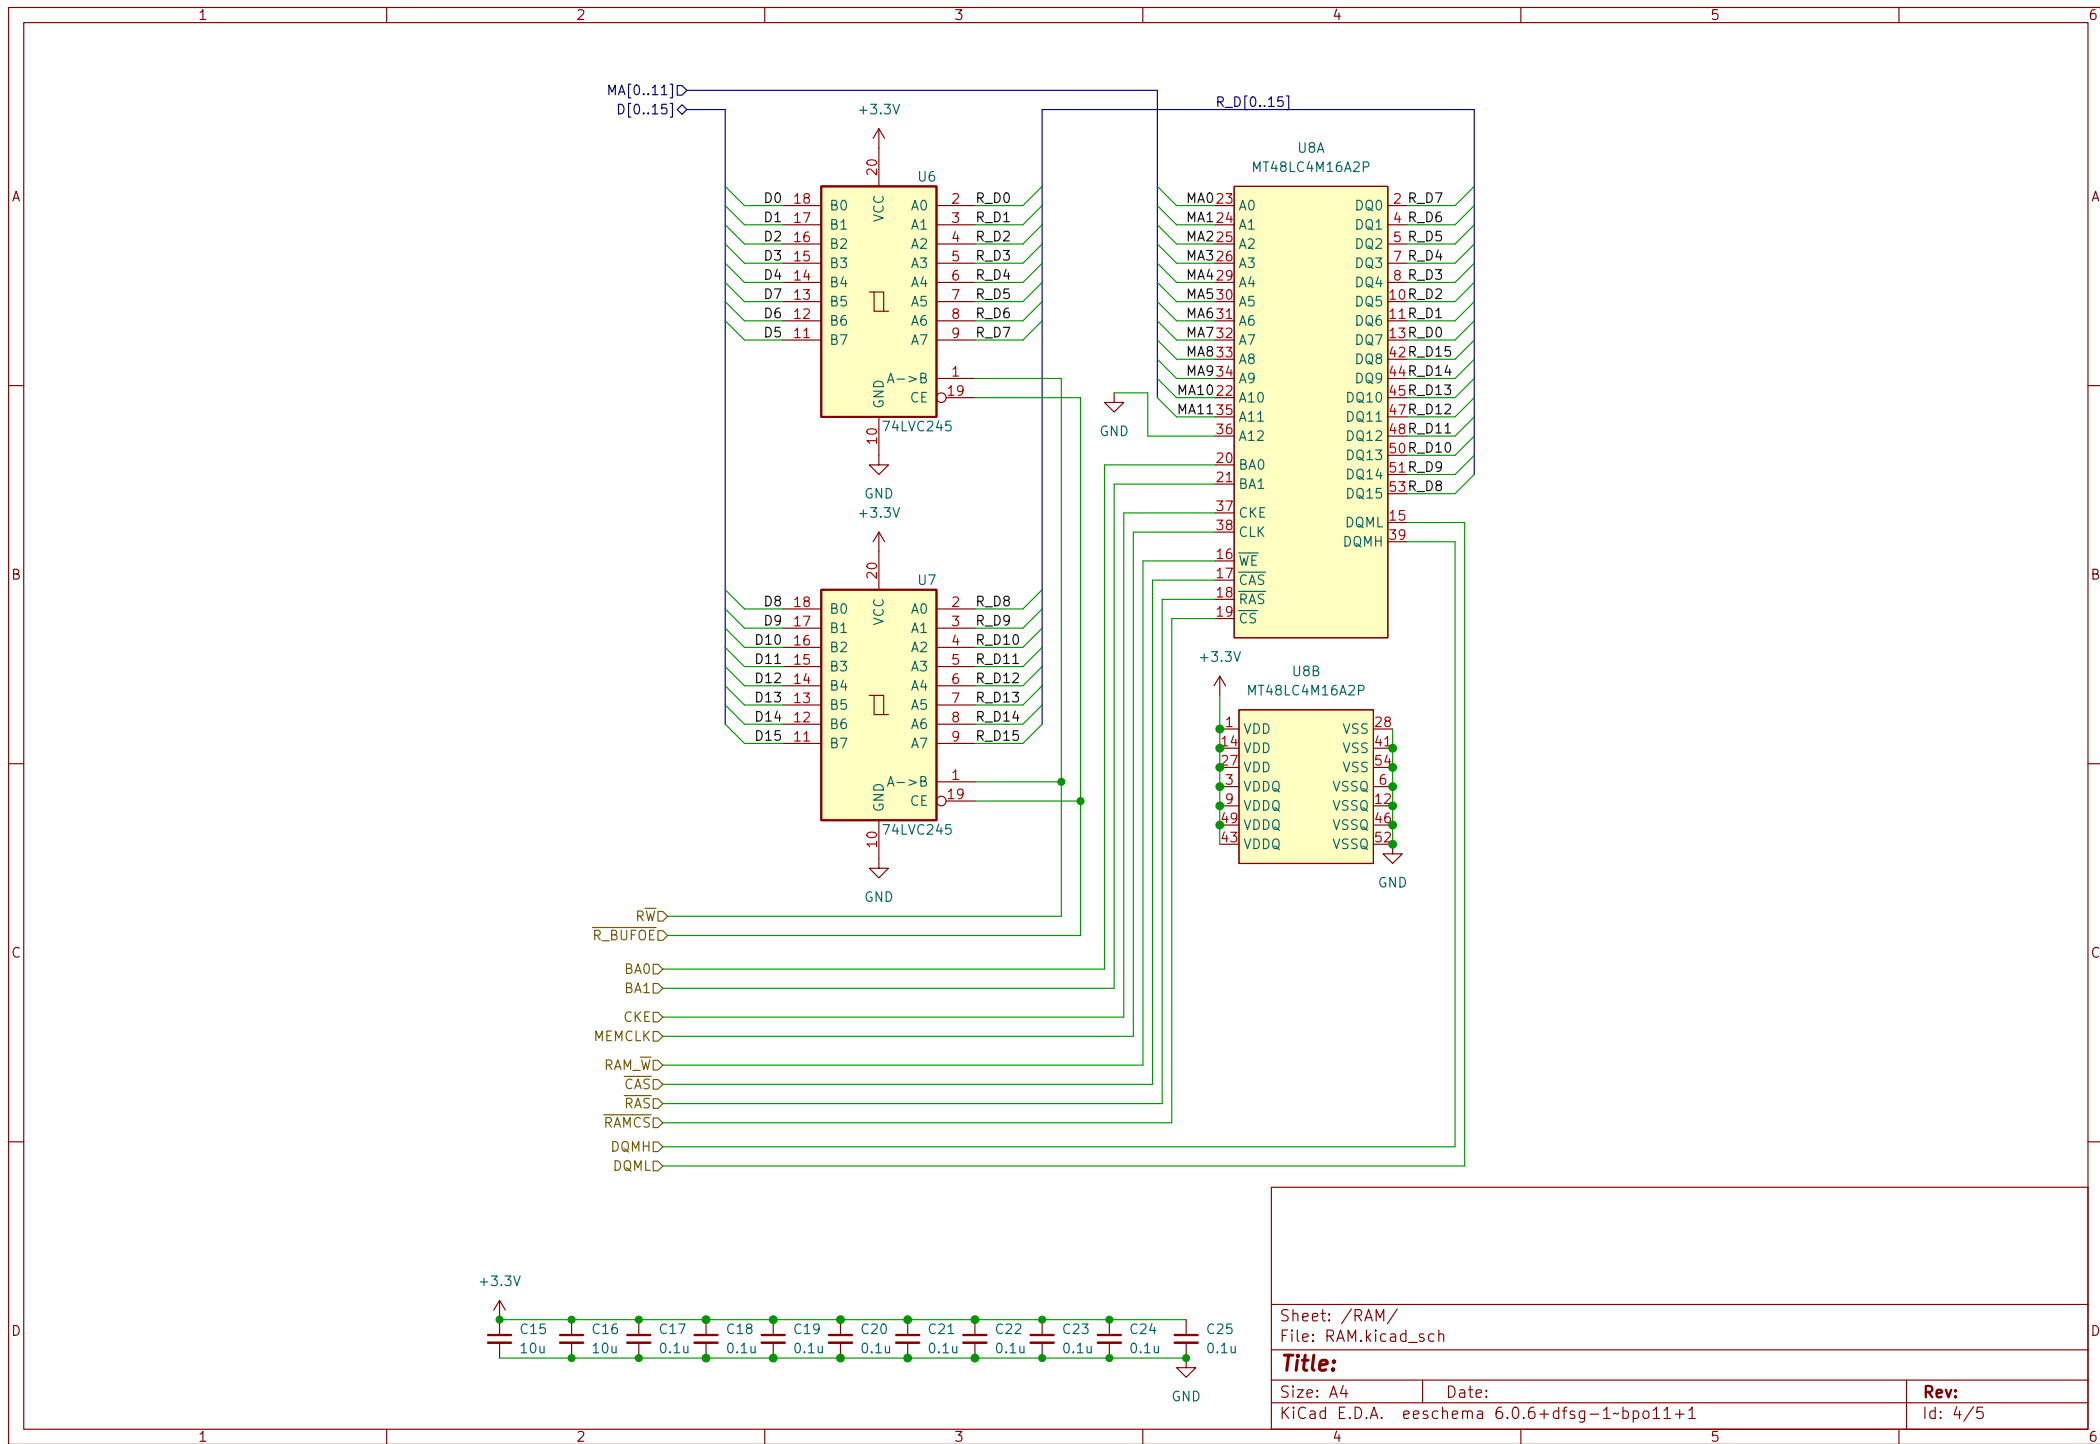 1 2 3 4 5 6
MA[0..11]
D[0..15]
R_D[0..15]
+3.3V
U6
20
VCC
D0 18 B0 A0 2 R_D0
D1 17 B1 A1 3 R_D1
D2 16 B2 A2 4 R_D2
D3 15 B3 A3 5 R_D3
D4 14 B4 A4 6 R_D4
D7 13 B5 A5 7 R_D5
D6 12 B6 A6 8 R_D6
D5 11 B7 A7 9 R_D7
A->B 1
CE 19
GND
10
74LVC245
GND
+3.3V
U7
20
VCC
D8 18 B0 A0 2 R_D8
D9 17 B1 A1 3 R_D9
D10 16 B2 A2 4 R_D10
D11 15 B3 A3 5 R_D11
D12 14 B4 A4 6 R_D12
D13 13 B5 A5 7 R_D13
D14 12 B6 A6 8 R_D14
D15 11 B7 A7 9 R_D15
A->B 1
CE 19
GND
10
74LVC245
GND
U8A
MT48LC4M16A2P
MA0 23 A0 DQ0 2 R_D7
MA1 24 A1 DQ1 4 R_D6
MA2 25 A2 DQ2 5 R_D5
MA3 26 A3 DQ3 7 R_D4
MA4 29 A4 DQ4 8 R_D3
MA5 30 A5 DQ5 10 R_D2
MA6 31 A6 DQ6 11 R_D1
MA7 32 A7 DQ7 13 R_D0
MA8 33 A8 DQ8 42 R_D15
MA9 34 A9 DQ9 44 R_D14
MA10 22 A10 DQ10 45 R_D13
MA11 35 A11 DQ11 47 R_D12
GND
36 A12 DQ12 48 R_D11
DQ13 50 R_D10
20 BA0 DQ14 51 R_D9
21 BA1 DQ15 53 R_D8
37 CKE DQML 15
38 CLK DQMH 39
16 WE
17 CAS
18 RAS
19 CS
+3.3V
U8B
MT48LC4M16A2P
1 VDD VSS 28
14 VDD VSS 41
27 VDD VSS 54
3 VDDQ VSSQ 6
9 VDDQ VSSQ 12
49 VDDQ VSSQ 46
43 VDDQ VSSQ 52
GND
RW
R_BUFOE
BA0
BA1
CKE
MEMCLK
RAM_W
CAS
RAS
RAMCS
DQMH
DQML
+3.3V
C15 C16 C17 C18 C19 C20 C21 C22 C23 C24 C25
10u 10u 0.1u 0.1u 0.1u 0.1u 0.1u 0.1u 0.1u 0.1u 0.1u
GND
A A
B B
C C
D D
Sheet: /RAM/
File: RAM.kicad_sch
Title:
Size: A4 Date: Rev:
KiCad E.D.A. eeschema 6.0.6+dfsg-1~bpo11+1 Id: 4/5
1 2 3 4 5 6